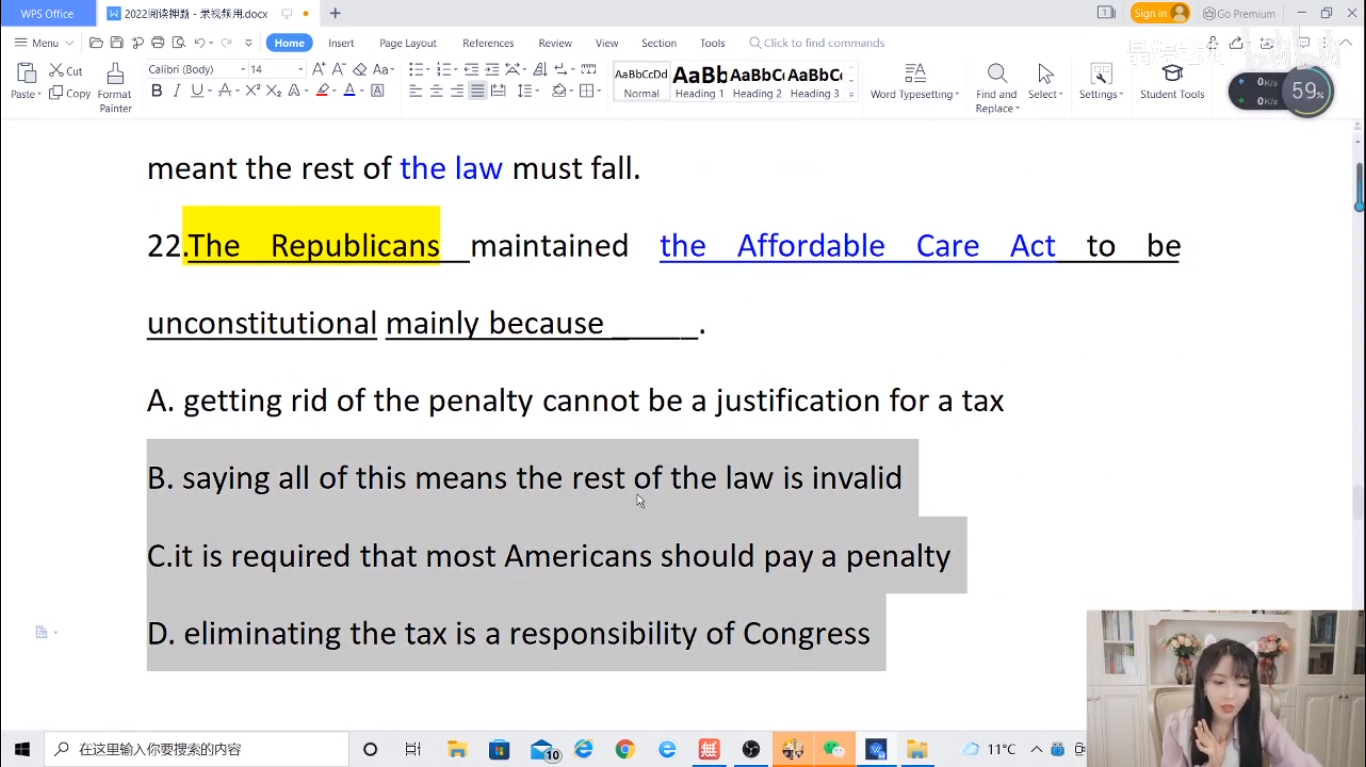 WPS Office
2022阅读押题 - 录视频用.docx
Sign in
Go Premium
Menu
Home
Insert
Page Layout
References
Review
View
Section
Tools
Click to find commands
Paste
Cut
Copy
Format Painter
Calibri (Body)
14
AaBbCcDd
AaBb
AaBbC
AaBbC
Normal
Heading 1
Heading 2
Heading 3
Word Typesetting
Find and Replace
Select
Settings
Student Tools
0K/s
0K/s
59%
meant the rest of the law must fall.
22.The Republicans maintained the Affordable Care Act to be
unconstitutional mainly because _____.
A. getting rid of the penalty cannot be a justification for a tax
B. saying all of this means the rest of the law is invalid
C.it is required that most Americans should pay a penalty
D. eliminating the tax is a responsibility of Congress
在这里输入你要搜索的内容
10
無
11°C